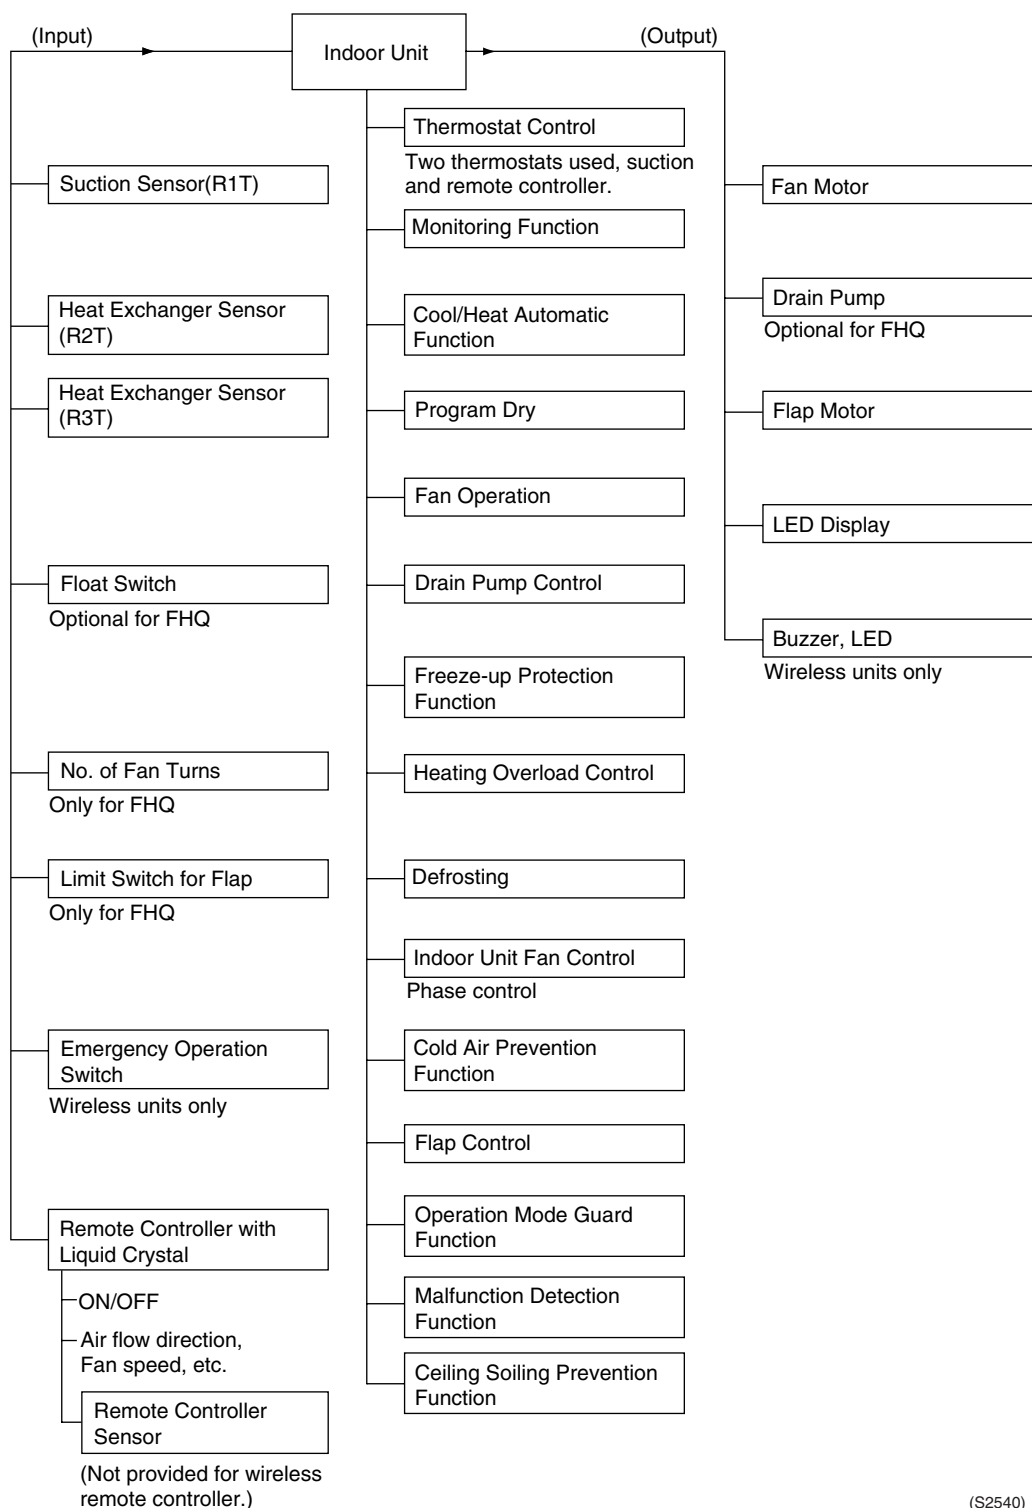 (Input)
Indoor Unit
(Output)
Suction Sensor(R1T)
Heat Exchanger Sensor
(R2T)
Heat Exchanger Sensor
(R3T)
Float Switch
Optional for FHQ
No. of Fan Turns
Only for FHQ
Limit Switch for Flap
Only for FHQ
Emergency Operation
Switch
Wireless units only
Remote Controller with
Liquid Crystal
ON/OFF
Air flow direction,
Fan speed, etc.
Remote Controller
Sensor
(Not provided for wireless
remote controller.)
Thermostat Control
Two thermostats used, suction
and remote controller.
Monitoring Function
Cool/Heat Automatic
Function
Program Dry
Fan Operation
Drain Pump Control
Freeze-up Protection
Function
Heating Overload Control
Defrosting
Indoor Unit Fan Control
Phase control
Cold Air Prevention
Function
Flap Control
Operation Mode Guard
Function
Malfunction Detection
Function
Ceiling Soiling Prevention
Function
Fan Motor
Drain Pump
Optional for FHQ
Flap Motor
LED Display
Buzzer, LED
Wireless units only
(S2540)